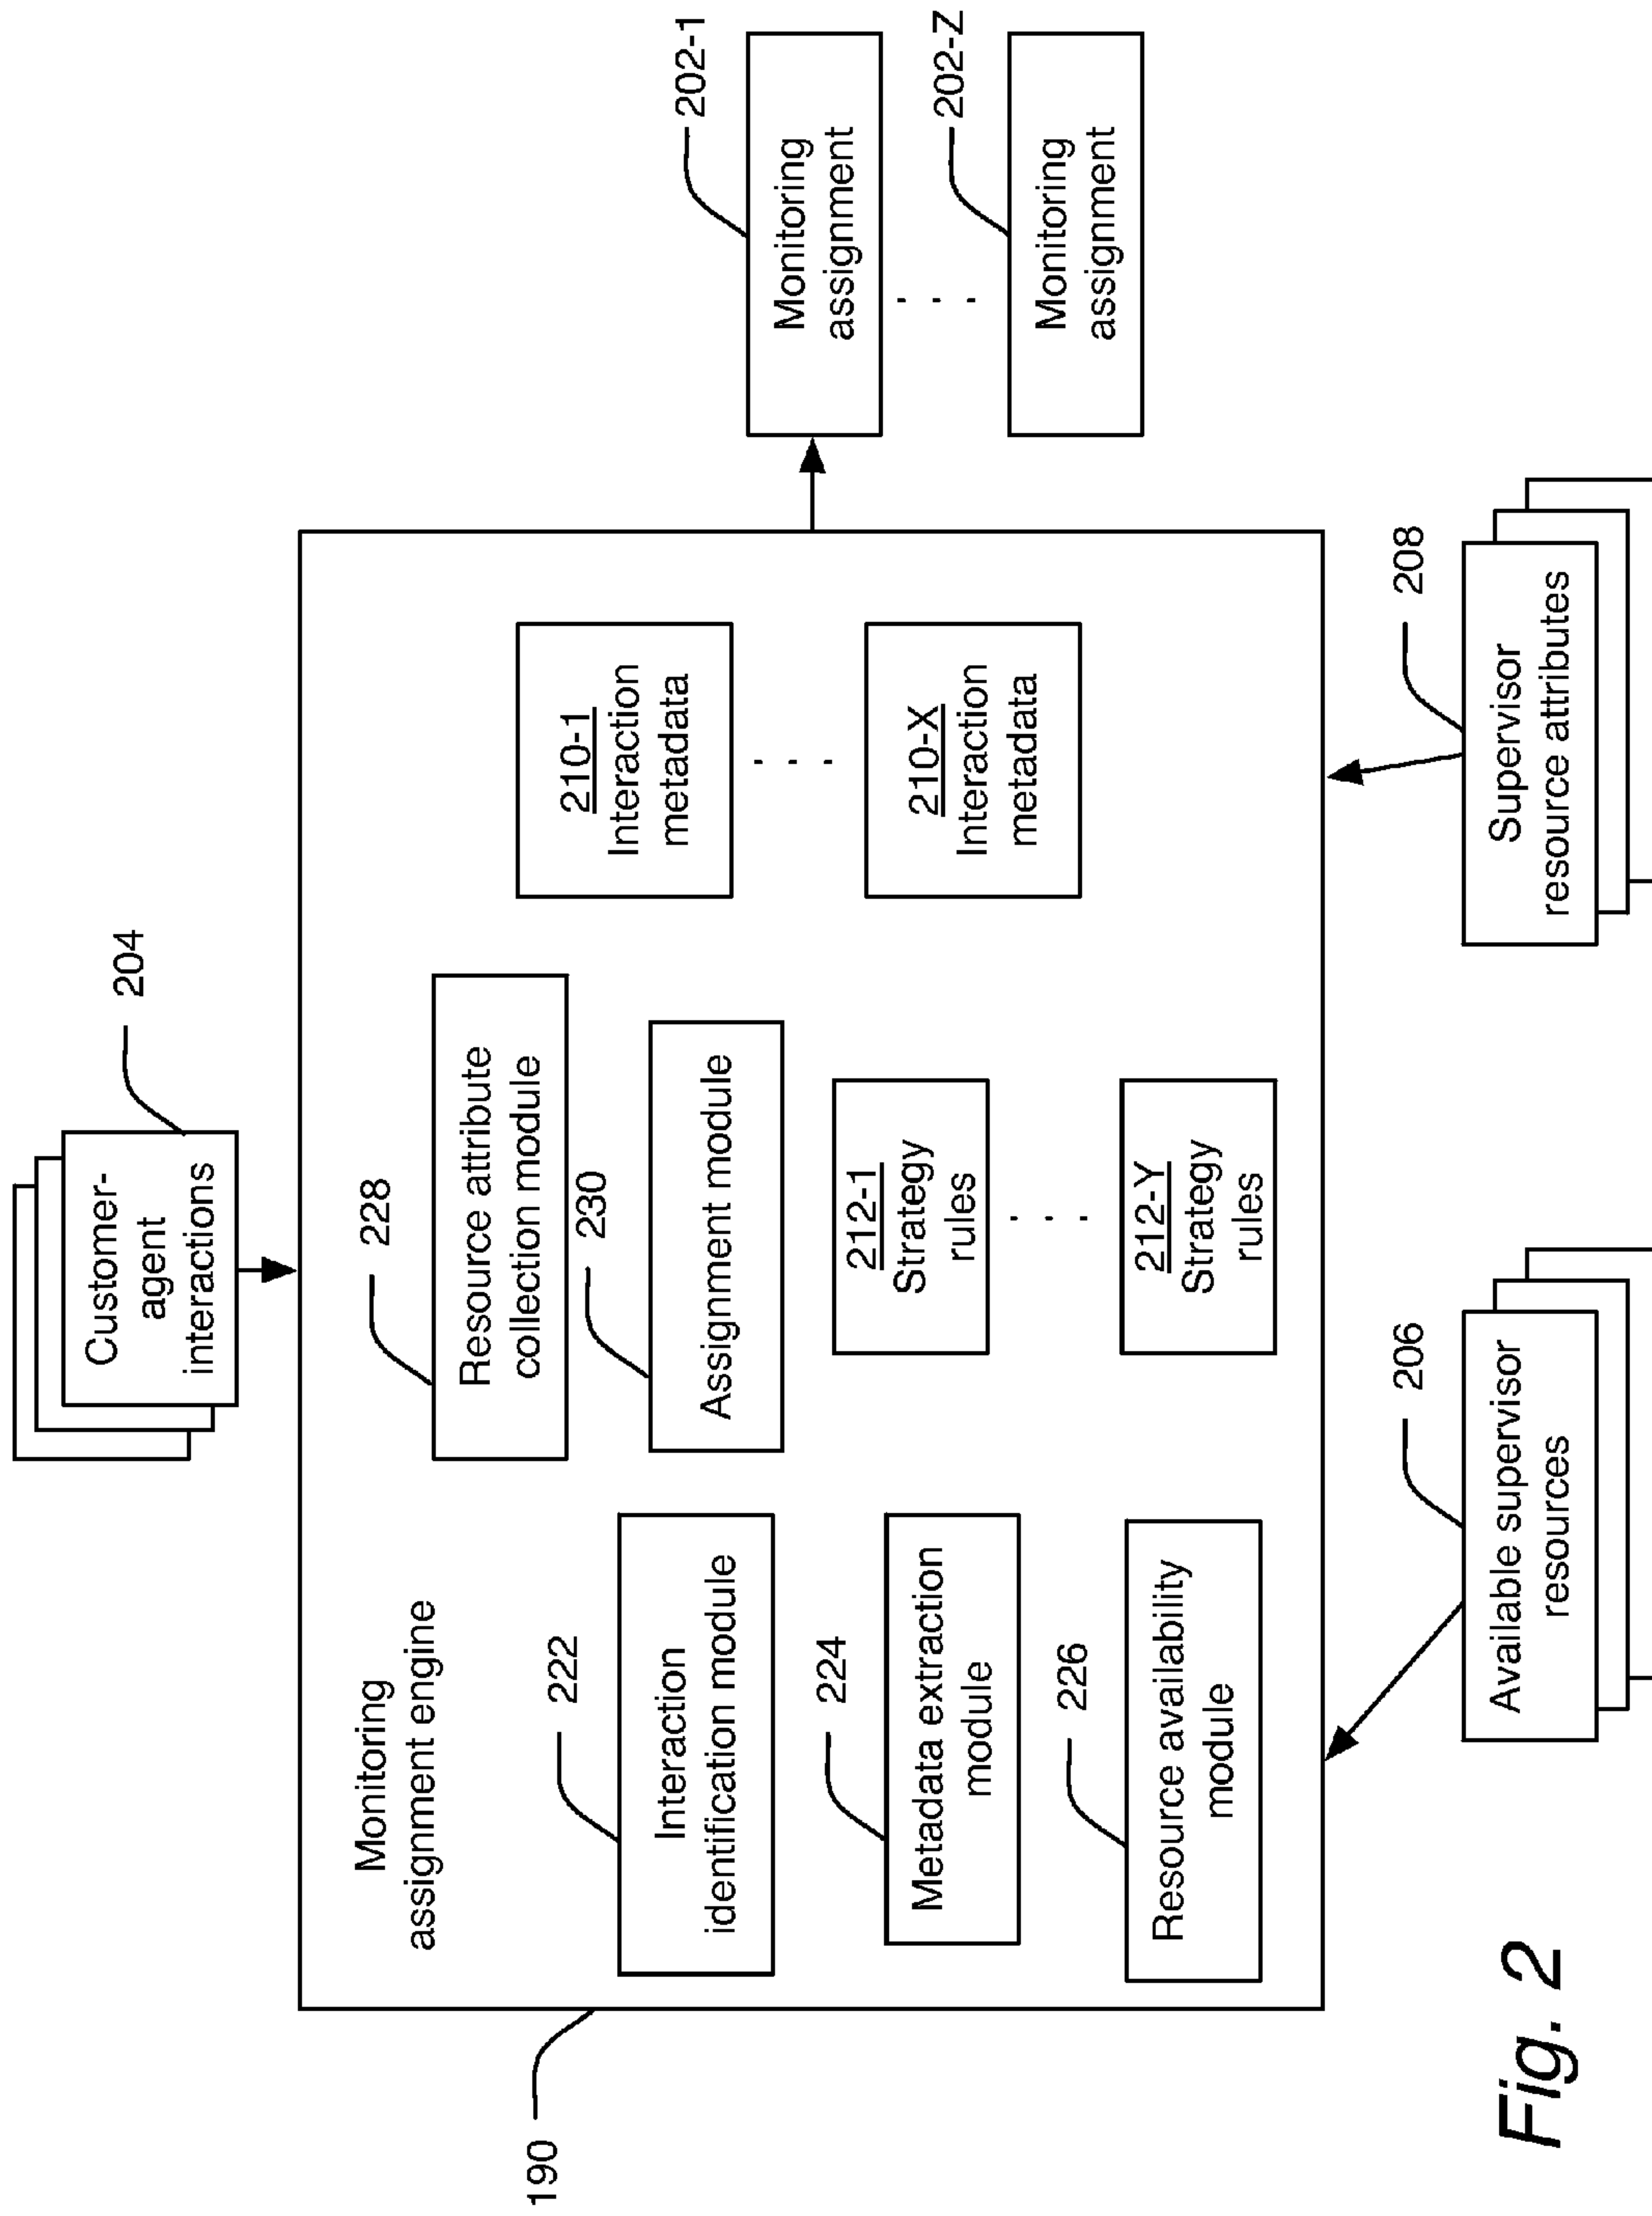 Customer-
agent
interactions
204
190
Monitoring
assignment engine
222
Interaction
identification module
224
Metadata extraction
module
226
Resource availability
module
228
Resource attribute
collection module
230
Assignment module
212-1
Strategy
rules
. . .
212-Y
Strategy
rules
210-1
Interaction
metadata
. . .
210-X
Interaction
metadata
202-1
Monitoring
assignment
. . .
202-Z
Monitoring
assignment
206
Available supervisor
resources
208
Supervisor
resource attributes
Fig. 2